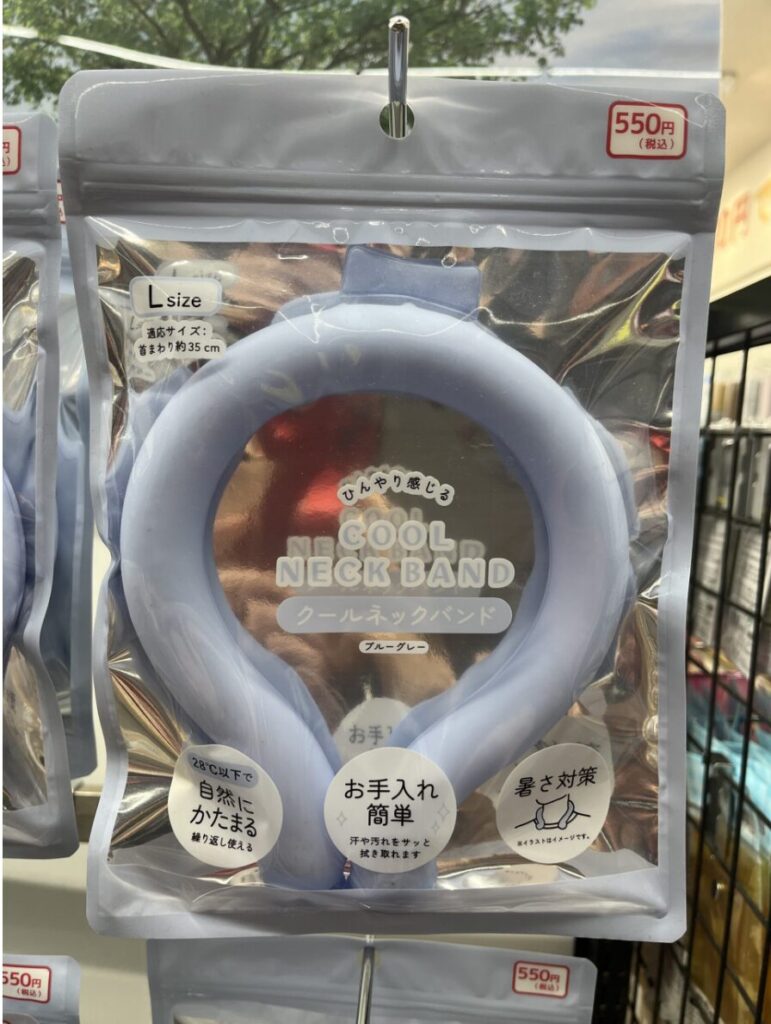 550円
(税込)
L size
適応サイズ：
首まわり約35cm
ひんやり感じる
COOL
NECK BAND
クールネックバンド
ブルーグレー
28℃以下で
自然に
かたまる
繰り返し使える
お手入れ
簡単
汗や汚れをサッと
拭き取れます
暑さ対策
※イラストはイメージです。
550円
(税込)
550円
(税込)